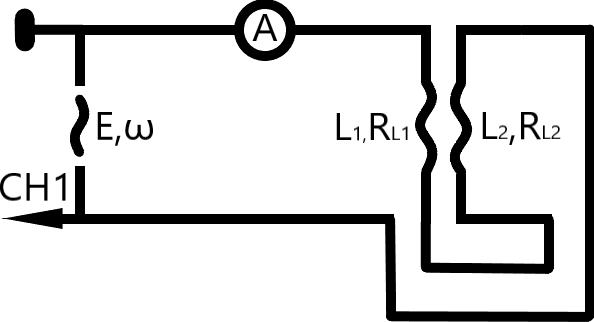 A
E,ω
L1,RL1
L2,RL2
CH1